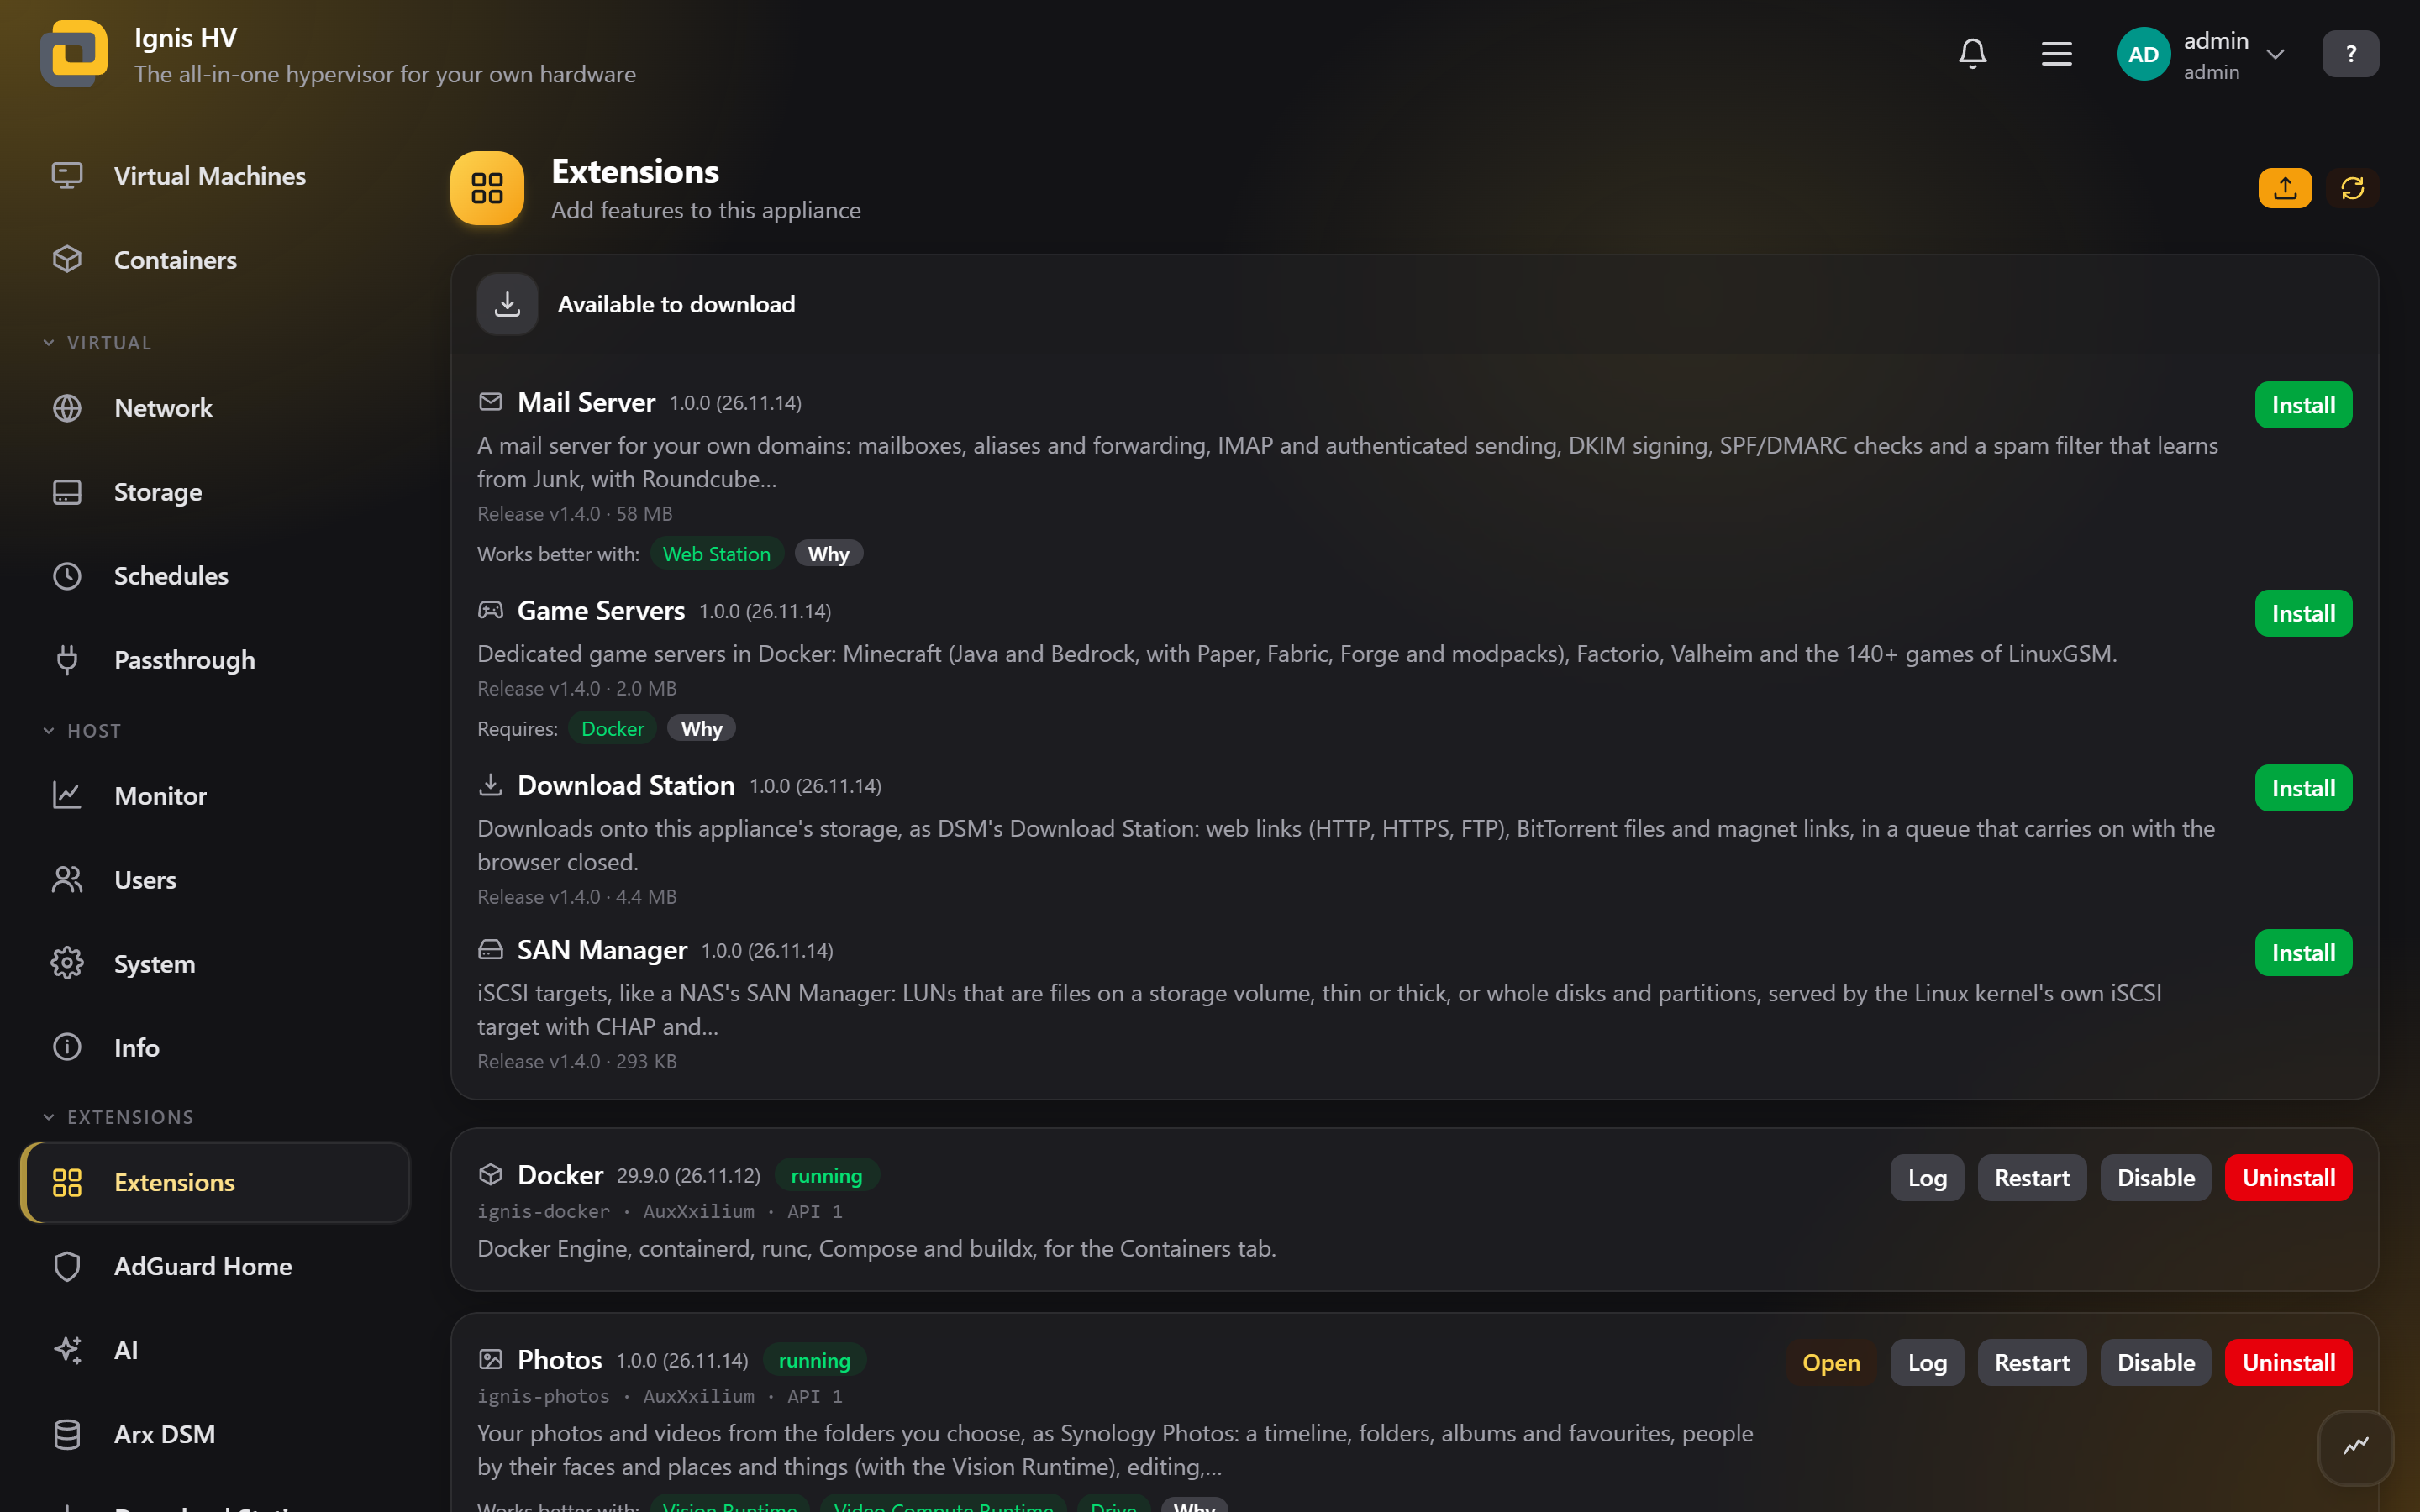 Ignis HV
The all-in-one hypervisor for your own hardware
AD
admin
admin
?
Virtual Machines
Containers
VIRTUAL
Network
Storage
Schedules
Passthrough
HOST
Monitor
Users
System
Info
EXTENSIONS
Extensions
AdGuard Home
AI
Arx DSM
Extensions
Add features to this appliance
Available to download
Mail Server 1.0.0 (26.11.14)
Install
A mail server for your own domains: mailboxes, aliases and forwarding, IMAP and authenticated sending, DKIM signing, SPF/DMARC checks and a spam filter that learns
from Junk, with Roundcube...
Release v1.4.0 · 58 MB
Works better with: Web Station Why
Game Servers 1.0.0 (26.11.14)
Install
Dedicated game servers in Docker: Minecraft (Java and Bedrock, with Paper, Fabric, Forge and modpacks), Factorio, Valheim and the 140+ games of LinuxGSM.
Release v1.4.0 · 2.0 MB
Requires: Docker Why
Download Station 1.0.0 (26.11.14)
Install
Downloads onto this appliance's storage, as DSM's Download Station: web links (HTTP, HTTPS, FTP), BitTorrent files and magnet links, in a queue that carries on with the
browser closed.
Release v1.4.0 · 4.4 MB
SAN Manager 1.0.0 (26.11.14)
Install
iSCSI targets, like a NAS's SAN Manager: LUNs that are files on a storage volume, thin or thick, or whole disks and partitions, served by the Linux kernel's own iSCSI
target with CHAP and...
Release v1.4.0 · 293 KB
Docker 29.9.0 (26.11.12) running
Log Restart Disable Uninstall
ignis-docker · AuxXxilium · API 1
Docker Engine, containerd, runc, Compose and buildx, for the Containers tab.
Photos 1.0.0 (26.11.14) running
Open Log Restart Disable Uninstall
ignis-photos · AuxXxilium · API 1
Your photos and videos from the folders you choose, as Synology Photos: a timeline, folders, albums and favourites, people
by their faces and places and things (with the Vision Runtime), editing,...
Works better with: Vision Runtime Video Compute Runtime Drive Why